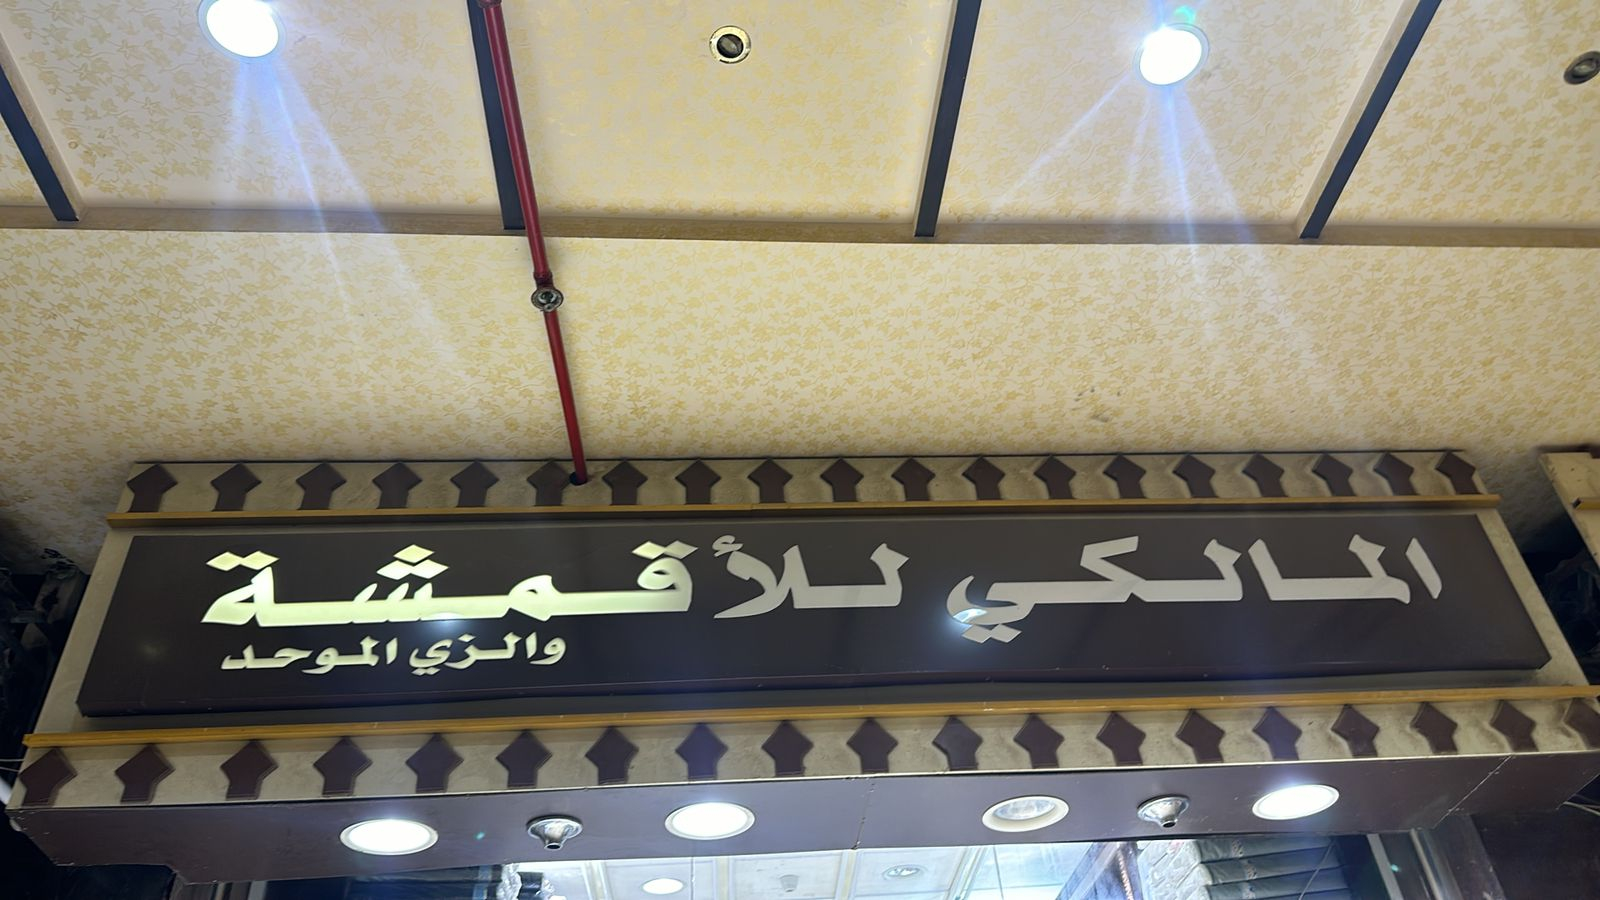 المالكي للأقمشة
والزي الموحد